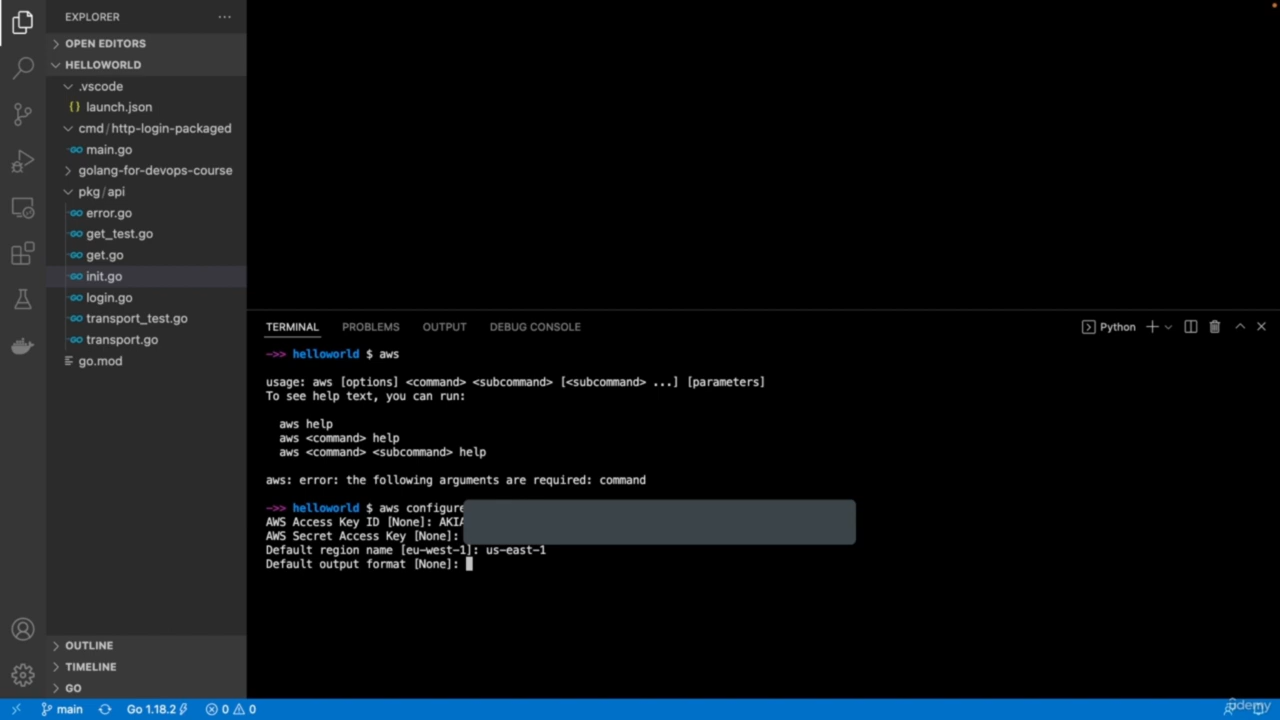 EXPLORER
OPEN EDITORS
HELLOWORLD
.vscode
{} launch.json
cmd/http-login-packaged
main.go
golang-for-devops-course
pkg/api
error.go
get_test.go
get.go
init.go
login.go
transport_test.go
transport.go
go.mod
OUTLINE
TIMELINE
GO
TERMINAL PROBLEMS OUTPUT DEBUG CONSOLE Python
->> helloworld $ aws
usage: aws [options] <command> <subcommand> [<subcommand> ...] [parameters]
To see help text, you can run:
aws help
aws <command> help
aws <command> <subcommand> help
aws: error: the following arguments are required: command
->> helloworld $ aws configure
AWS Access Key ID [None]: AKIA
AWS Secret Access Key [None]:
Default region name [eu-west-1]: us-east-1
Default output format [None]:
main Go 1.18.2 0 0
udemy